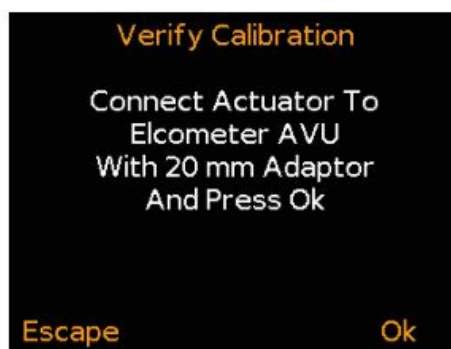 Verify Calibration
Connect Actuator To
Elcometer AVU
With 20 mm Adaptor
And Press Ok
Escape Ok